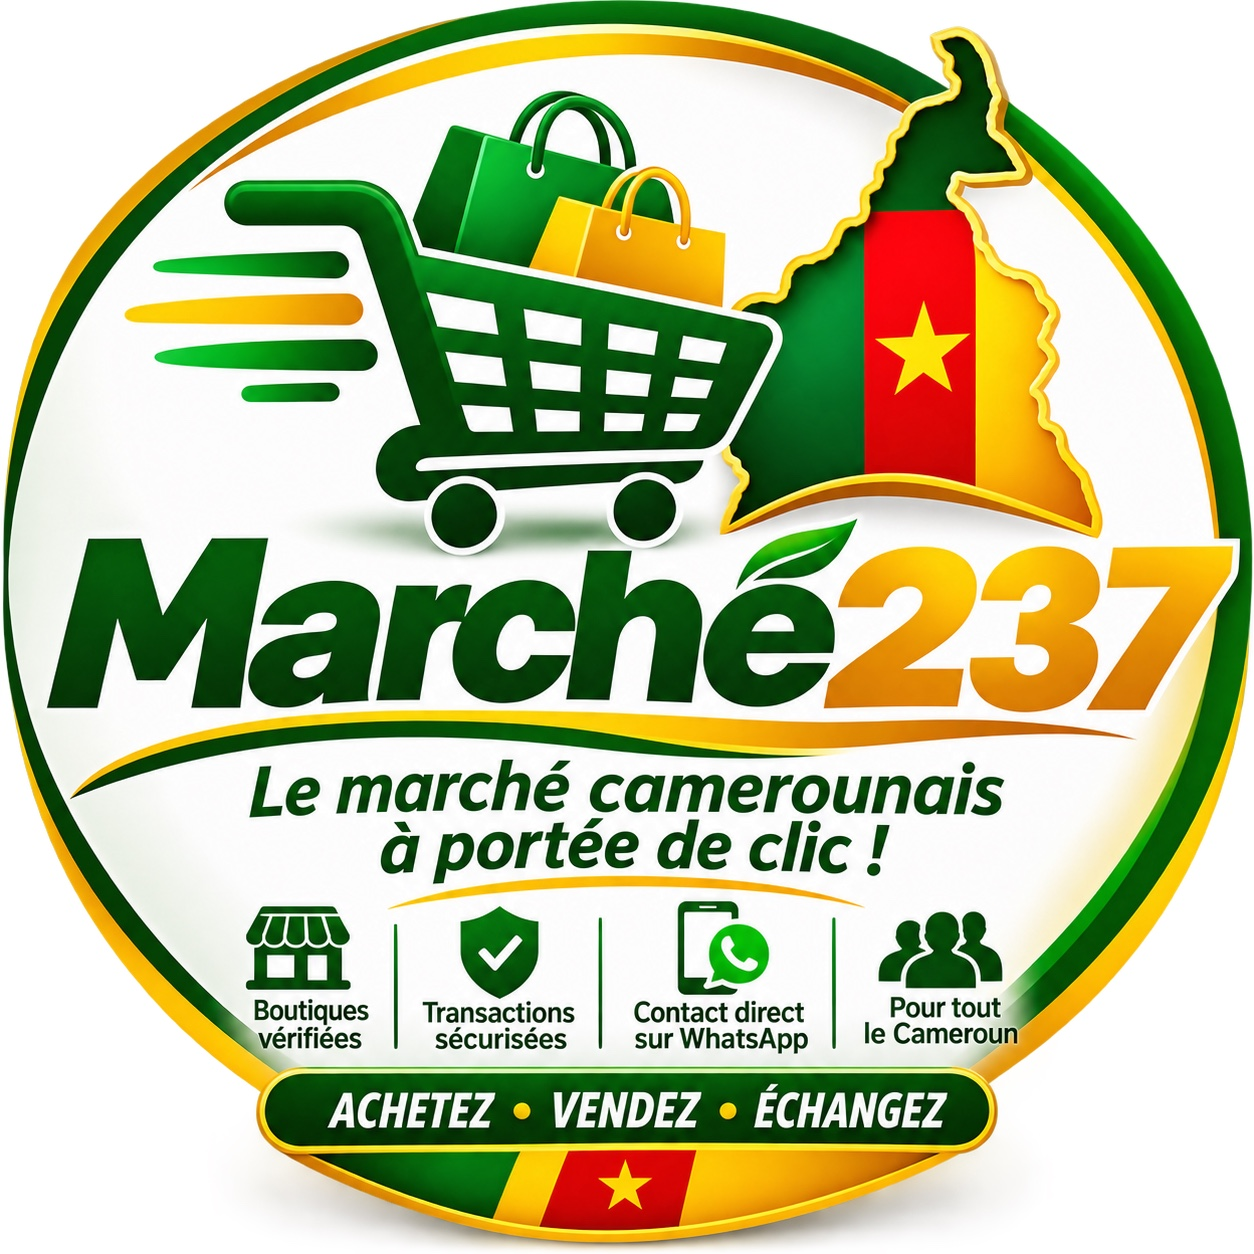 Marché237
Le marché camerounais
à portée de clic !
Boutiques
vérifiées
Transactions
sécurisées
Contact direct
sur WhatsApp
Pour tout
le Cameroun
ACHETEZ • VENDEZ • ÉCHANGEZ